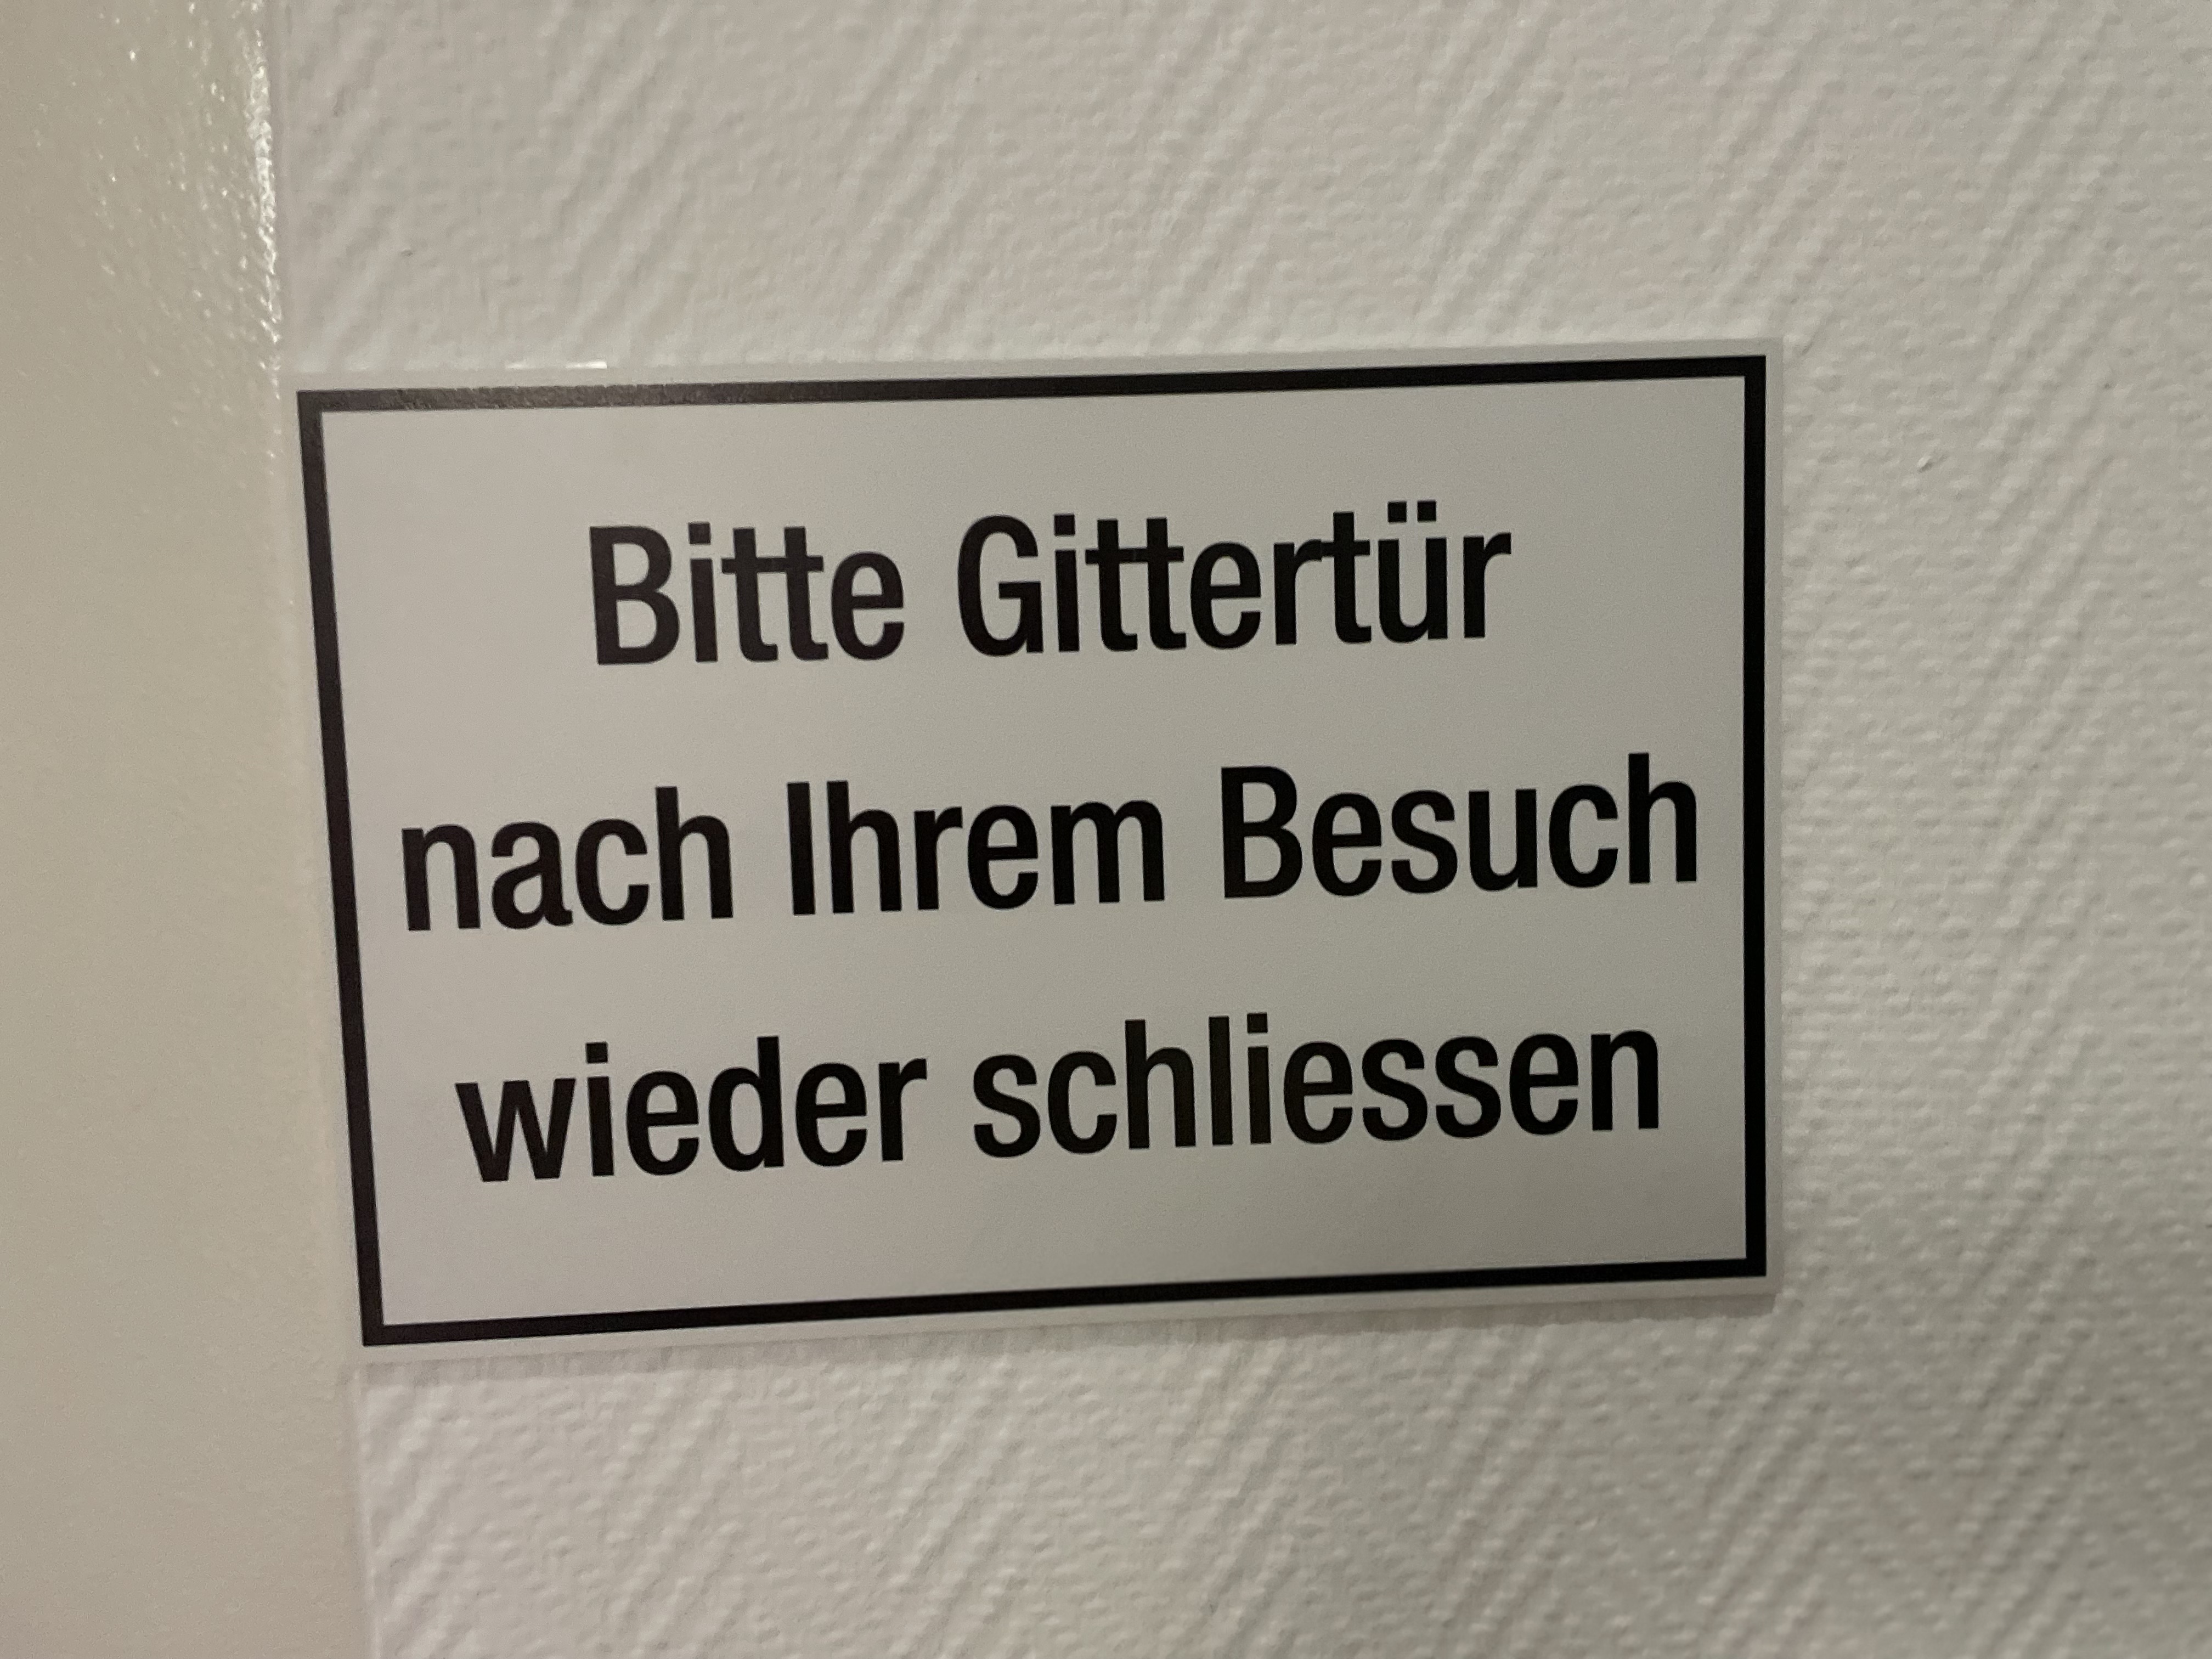 Bitte Gittertür
nach Ihrem Besuch
wieder schliessen